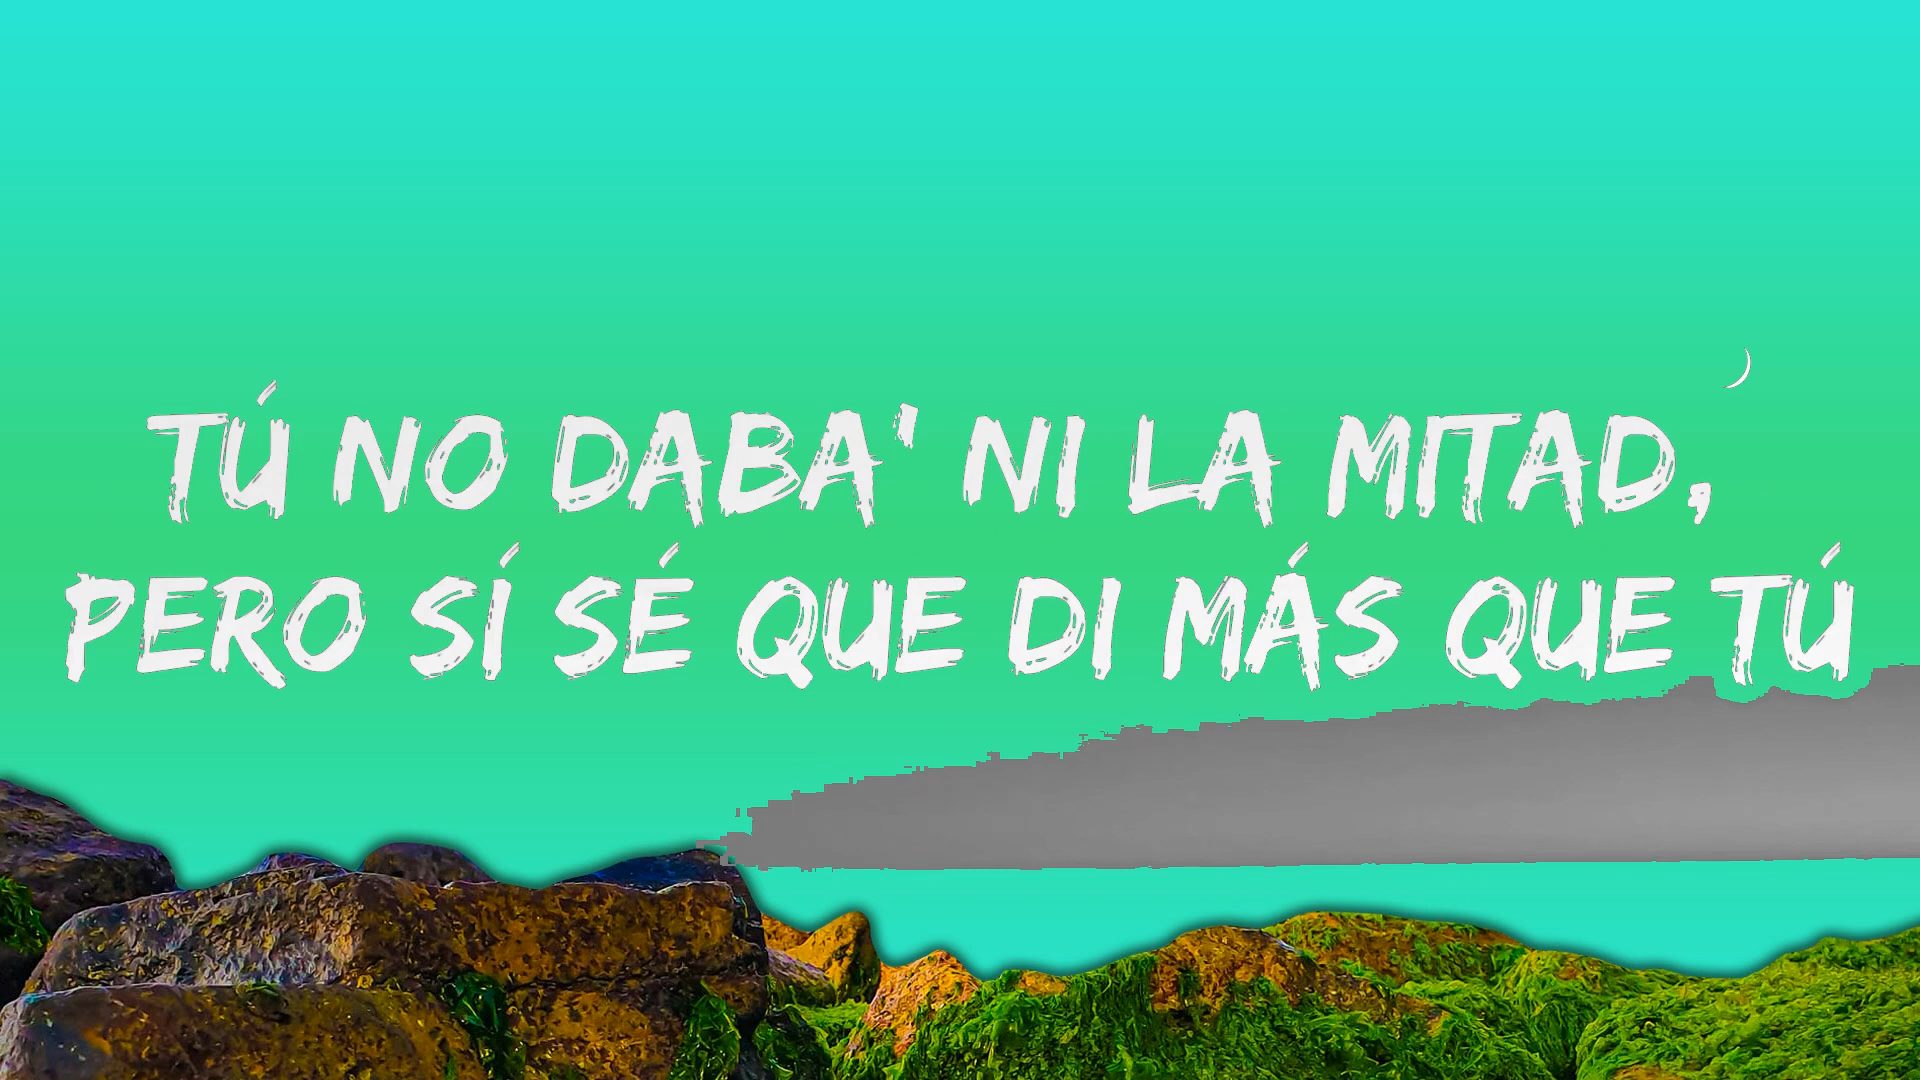 TÚ NO DABA' NI LA MITAD,
PERO SÍ SÉ QUE DI MÁS QUE TÚ